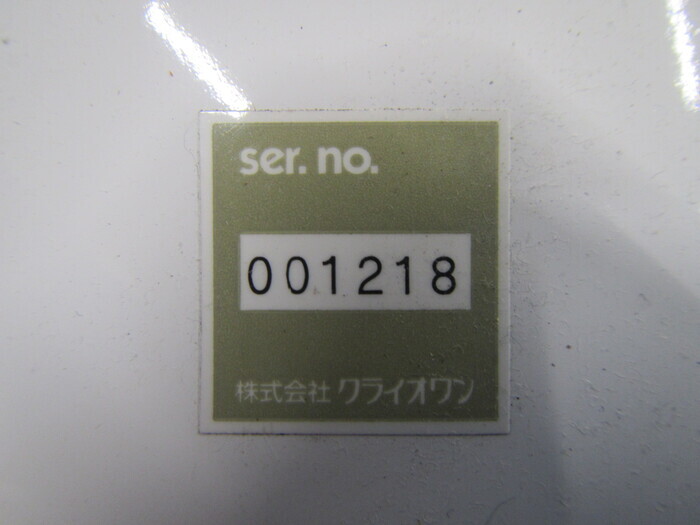 ser. no.
001218
株式会社 クライオワン